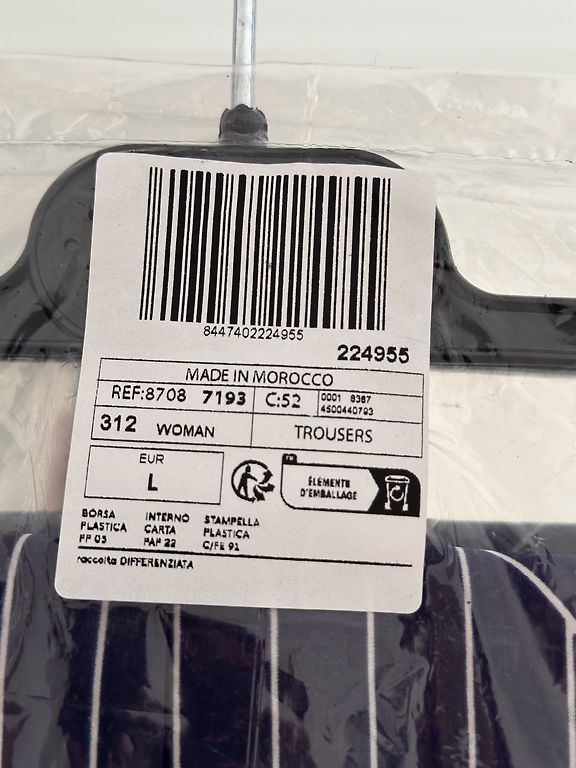 8447402224955
224955
MADE IN MOROCCO
REF:8708 7193 C:52 0001 8367
4500440793
312 WOMAN TROUSERS
EUR
L
ÉLÉMENTS
D'EMBALLAGE
BORSA INTERNO STAMPELLA
PLASTICA CARTA PLASTICA
PP 05 PAP 22 C/FE 91
raccolta DIFFERENZIATA